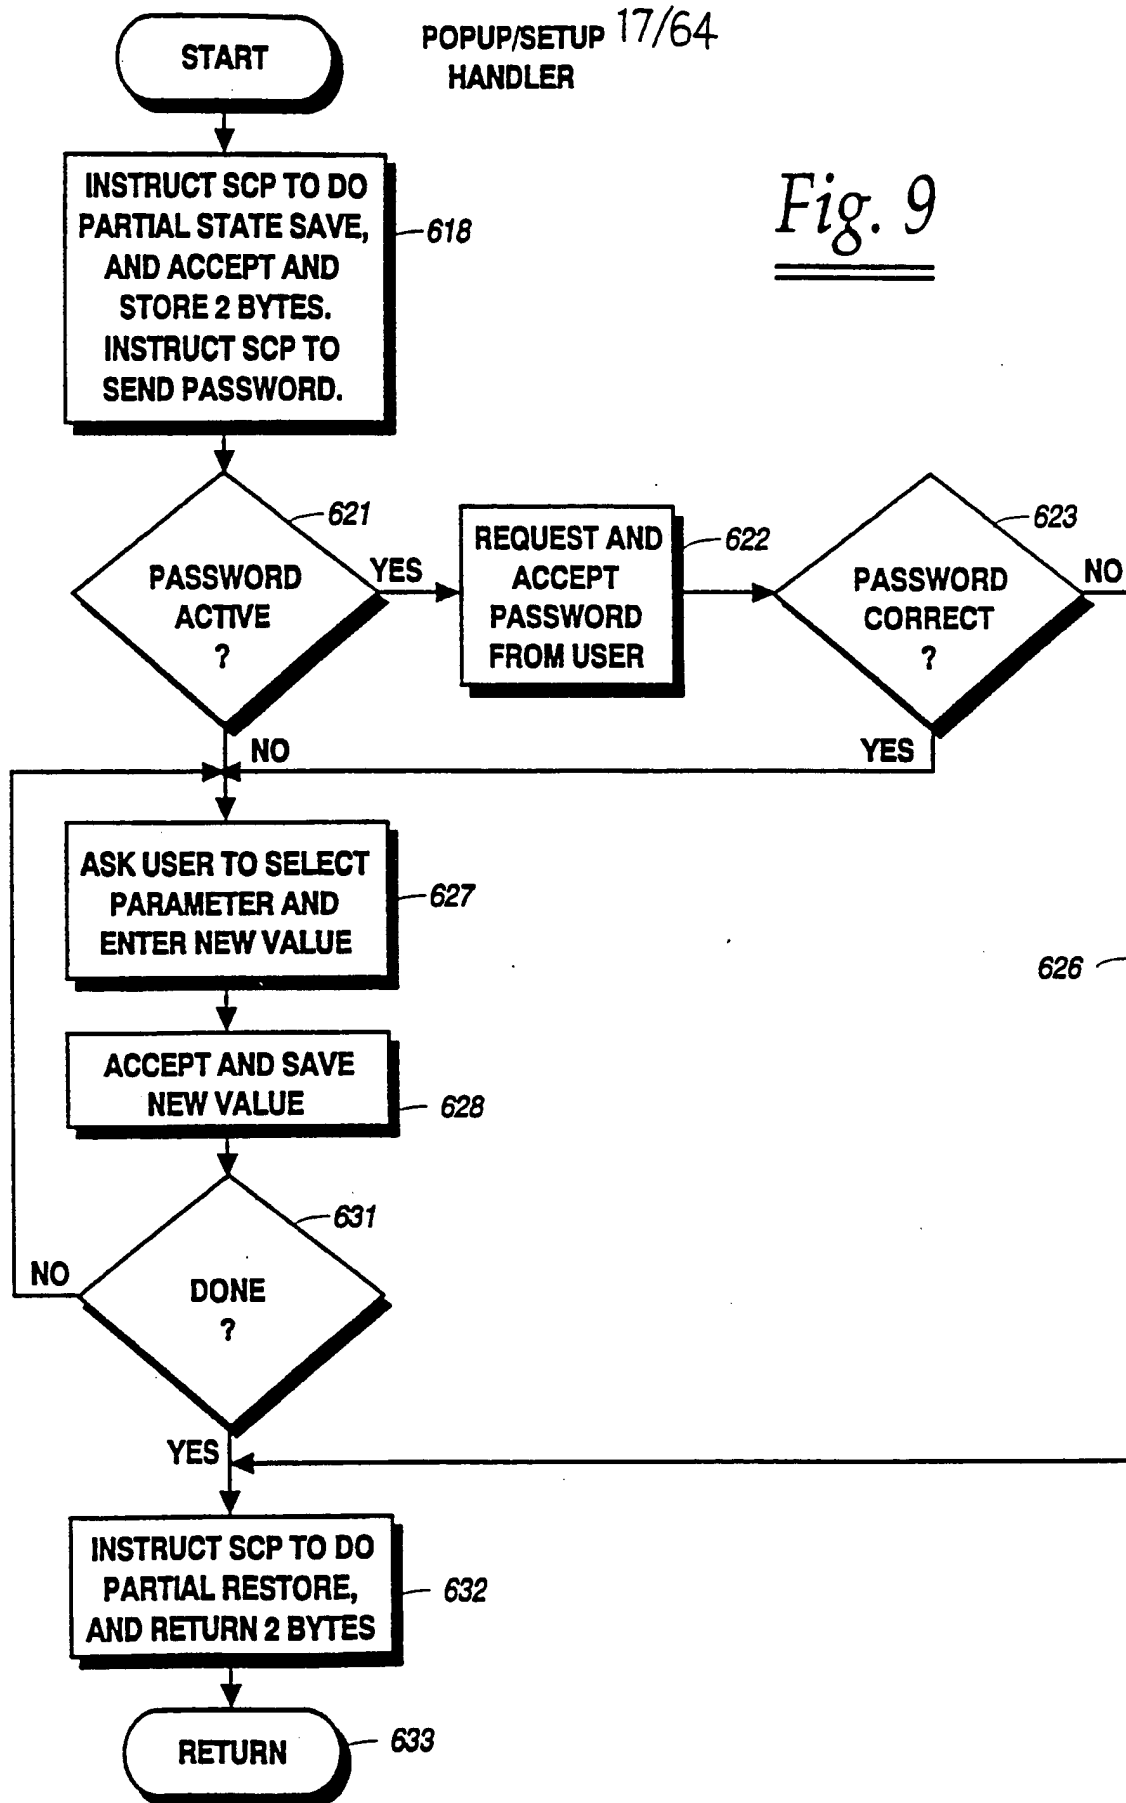 START
POPUP/SETUP 17/64
HANDLER
Fig. 9
INSTRUCT SCP TO DO
PARTIAL STATE SAVE,
AND ACCEPT AND
STORE 2 BYTES.
INSTRUCT SCP TO
SEND PASSWORD.
618
621
PASSWORD
ACTIVE
?
YES
REQUEST AND
ACCEPT
PASSWORD
FROM USER
622
623
PASSWORD
CORRECT
?
NO
NO
YES
ASK USER TO SELECT
PARAMETER AND
ENTER NEW VALUE
627
626
ACCEPT AND SAVE
NEW VALUE
628
631
NO
DONE
?
YES
INSTRUCT SCP TO DO
PARTIAL RESTORE,
AND RETURN 2 BYTES
632
RETURN
633